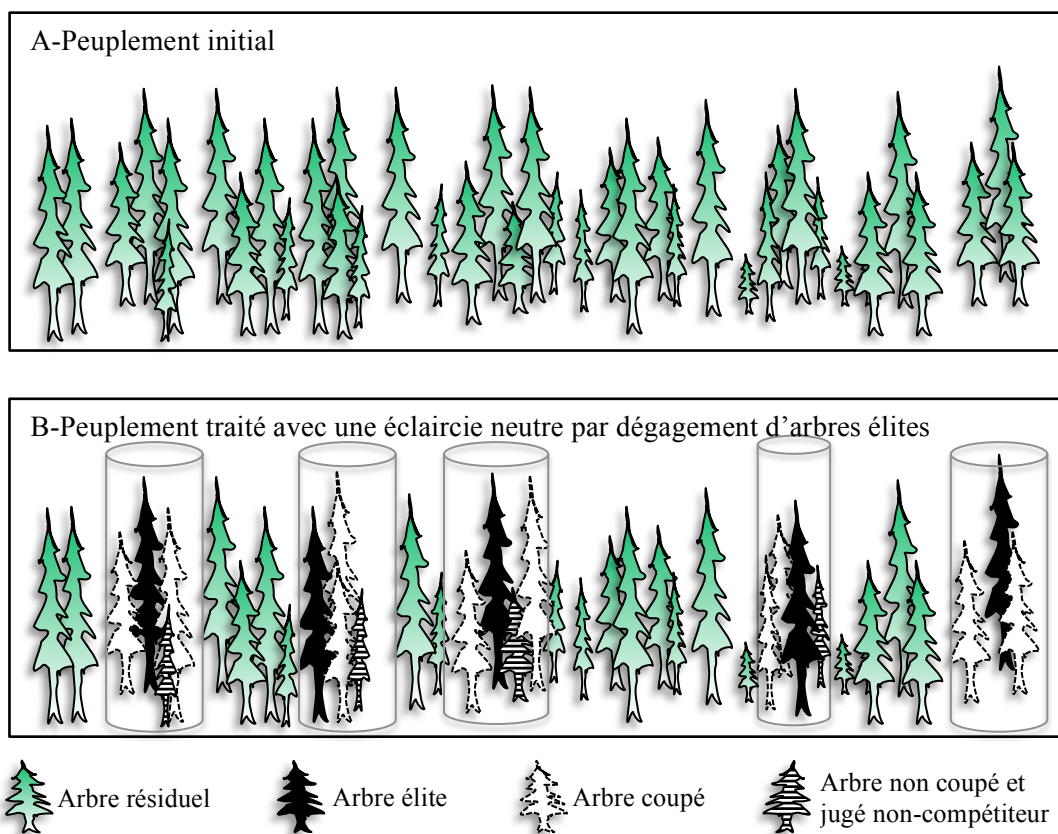 A-Peuplement initial
B-Peuplement traité avec une éclaircie neutre par dégagement d'arbres élites
Arbre résiduel
Arbre élite
Arbre coupé
Arbre non coupé et
jugé non-compétiteur